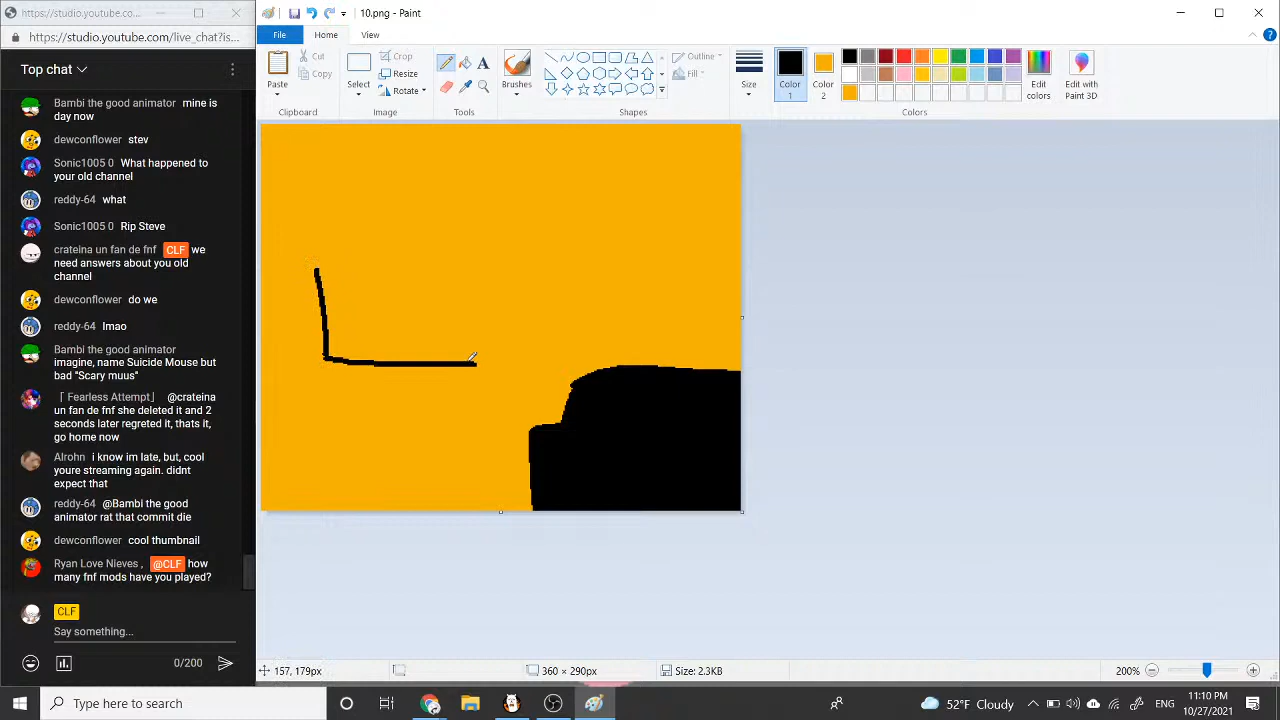 https://studio.youtube.co...
10.png - Paint
https://studio.youtube.com/live_chat?is...
File
Home
View
Top chat
Paste
Cut
Copy
Select
Crop
Resize
Rotate
A
Brushes
Outline
Fill
Size
Color
1
Color
2
Edit
colors
Edit with
Paint 3D
Clipboard
Image
Tools
Shapes
Colors
Bambi the good animator mine is
day now
dewconflower stev
Sonic1005 0 What happened to
your old channel
reddy-64 what
Sonic1005 0 Rip Steve
crateina un fan de fnf CLF we
need answers about you old
channel
dewconflower do we
reddy-64 lmao
Bambi the good animator
imagine, name Suicide Mouse but
bad "Scary muus"
「 Fearless Attempt」 @crateina
un fan de fnf she deleted it and 2
seconds later regretted it, thats it,
go home now
Alrohn i know im late, but, cool
youre streaming again. didnt
expect that
reddy-64 @Bambi the good
animator rat that commit die
dewconflower cool thumbnail
Ryan Love Nieves , @CLF how
many fnf mods have you played?
CLF
Say something...
0/200
157, 179px
360 × 290px
Size: 2.3KB
200%
Type here to search
52°F Cloudy
ENG
11:10 PM
10/27/2021